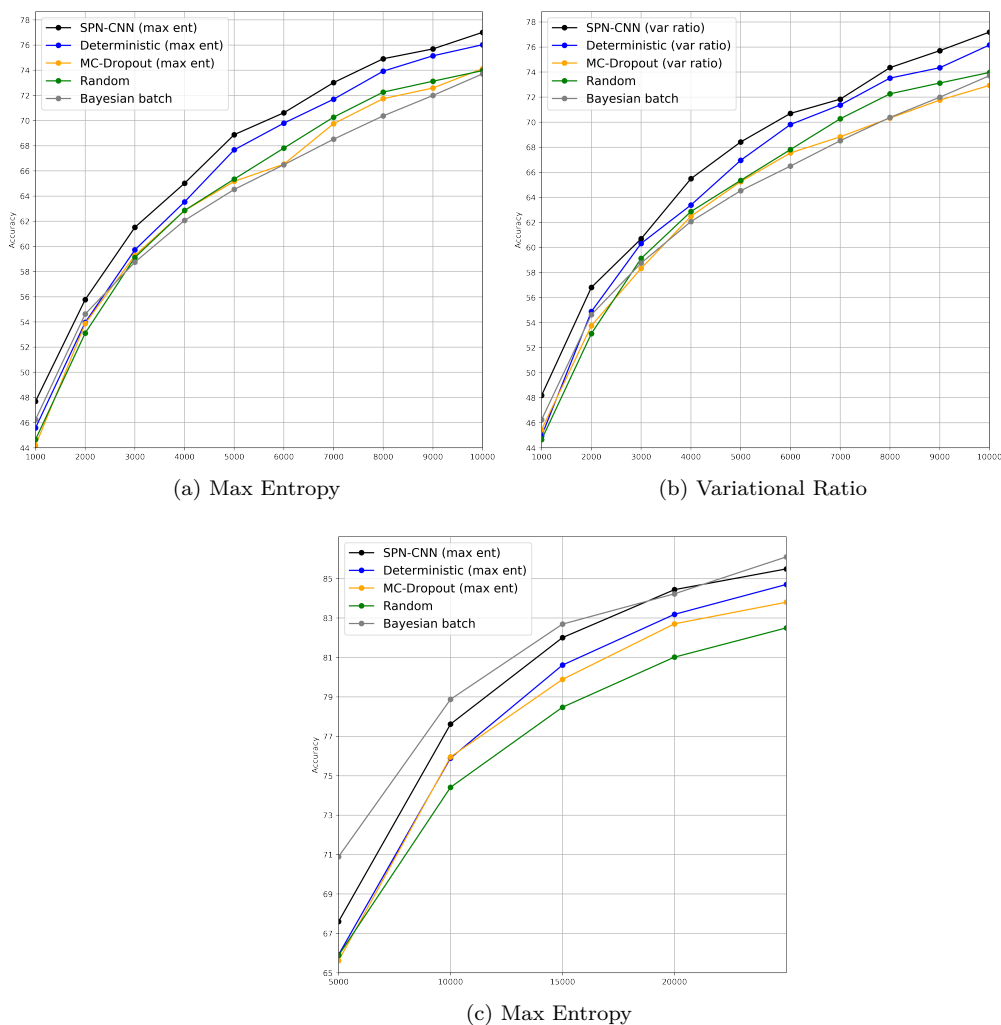 SPN-CNN (max ent)
Deterministic (max ent)
MC-Dropout (max ent)
Random
Bayesian batch
78
76
74
72
70
68
66
64
62
60
58
56
54
52
50
48
46
44
Accuracy
1000 2000 3000 4000 5000 6000 7000 8000 9000 10000
(a) Max Entropy
SPN-CNN (var ratio)
Deterministic (var ratio)
MC-Dropout (var ratio)
Random
Bayesian batch
78
76
74
72
70
68
66
64
62
60
58
56
54
52
50
48
46
44
Accuracy
1000 2000 3000 4000 5000 6000 7000 8000 9000 10000
(b) Variational Ratio
SPN-CNN (max ent)
Deterministic (max ent)
MC-Dropout (max ent)
Random
Bayesian batch
85
83
81
79
77
75
73
71
69
67
65
Accuracy
5000 10000 15000 20000
(c) Max Entropy